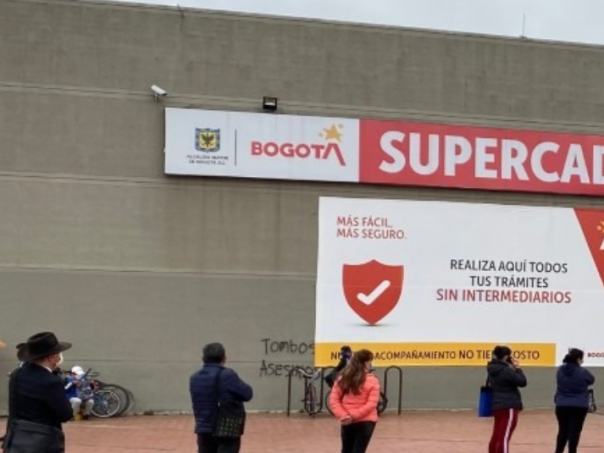 ALCALDÍA MAYOR
DE BOGOTÁ D.C.
BOGOTÁ
SUPERCAD
MÁS FÁCIL,
MÁS SEGURO.
REALIZA AQUÍ TODOS
TUS TRÁMITES
SIN INTERMEDIARIOS
ACOMPAÑAMIENTO NO TIENE COSTO
BOGO
Tombos
ASESINOS